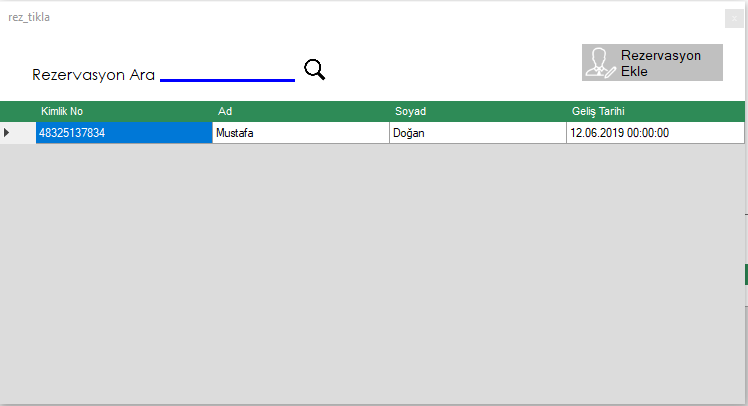 rez_tikla
Rezervasyon Ara
Rezervasyon
Ekle
Kimlik No Ad Soyad Geliş Tarihi
48325137834 Mustafa Doğan 12.06.2019 00:00:00